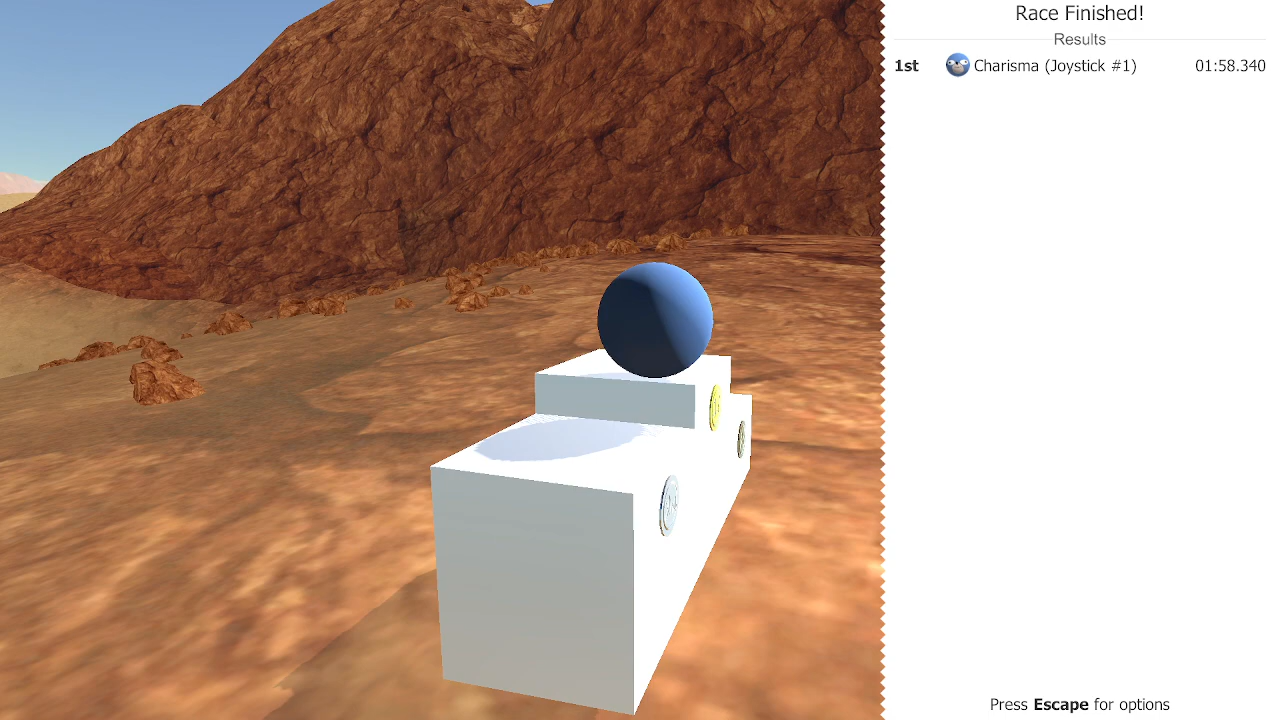 Race Finished!
Results
1st Charisma (Joystick #1) 01:58.340
Press Escape for options